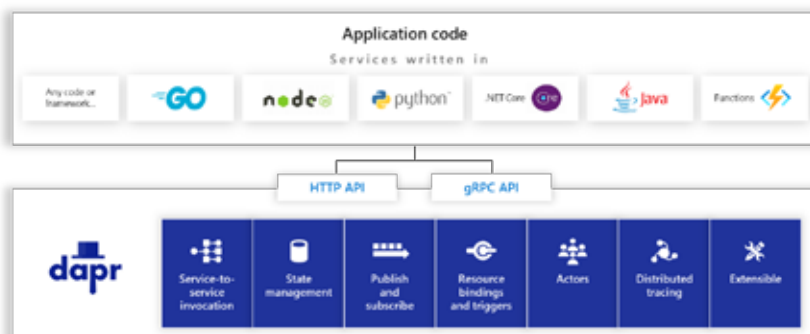 Application code
Services written in
Any code or
framework...
GO
node
python
.NET Core
Core
Java
Functions
HTTP API
gRPC API
dapr
Service-to-
service
invocation
State
management
Publish
and
subscribe
Resource
bindings
and triggers
Actors
Distributed
tracing
Extensible